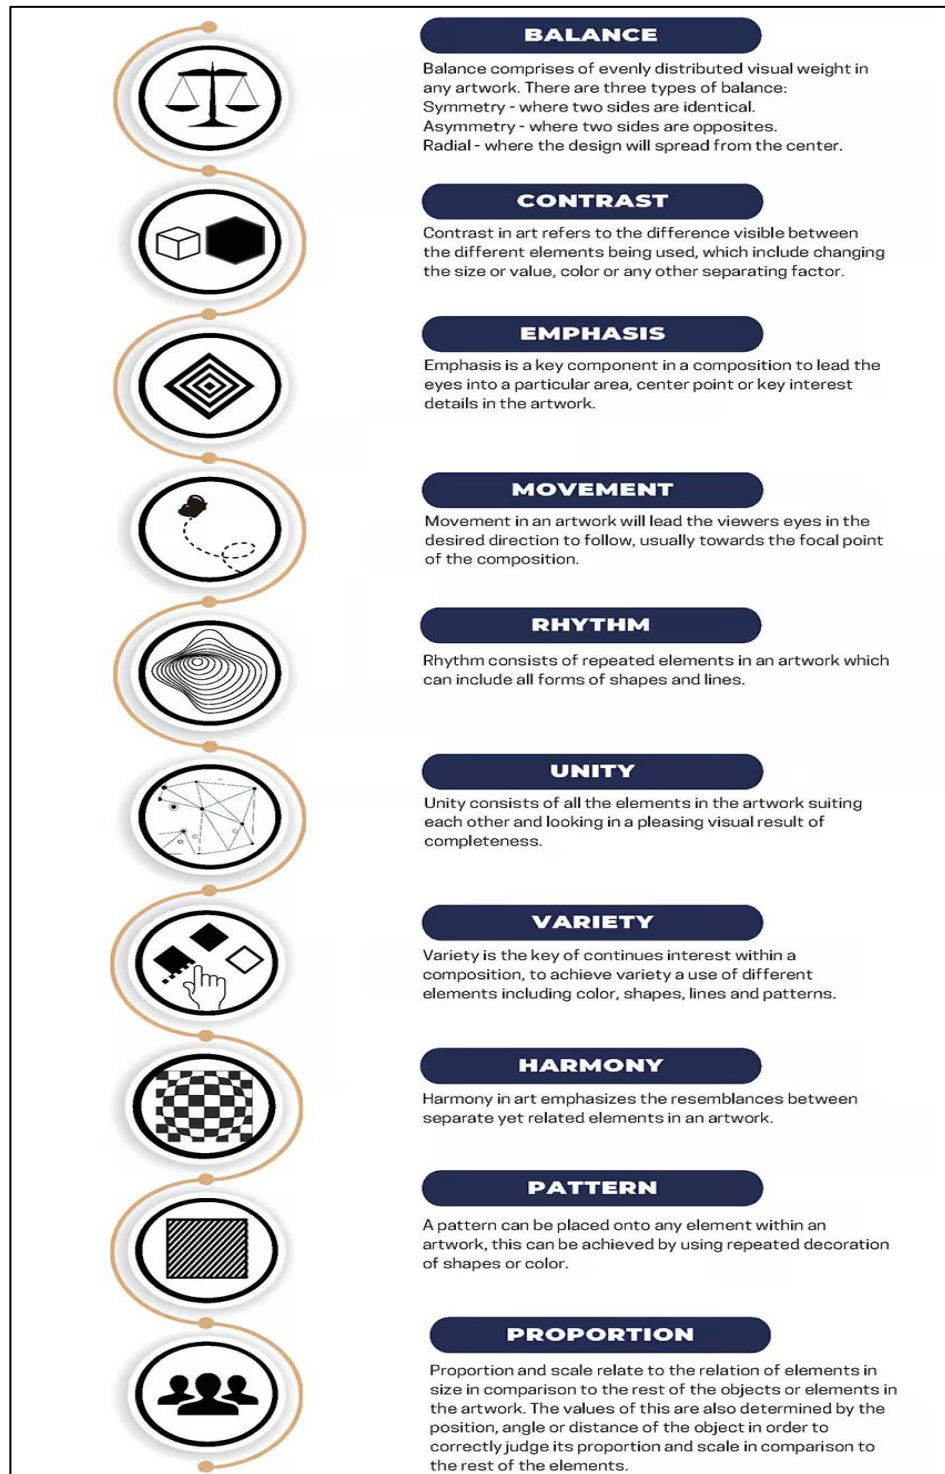 BALANCE
Balance comprises of evenly distributed visual weight in
any artwork. There are three types of balance:
Symmetry - where two sides are identical.
Asymmetry - where two sides are opposites.
Radial - where the design will spread from the center.
CONTRAST
Contrast in art refers to the difference visible between
the different elements being used, which include changing
the size or value, color or any other separating factor.
EMPHASIS
Emphasis is a key component in a composition to lead the
eyes into a particular area, center point or key interest
details in the artwork.
MOVEMENT
Movement in an artwork will lead the viewers eyes in the
desired direction to follow, usually towards the focal point
of the composition.
RHYTHM
Rhythm consists of repeated elements in an artwork which
can include all forms of shapes and lines.
UNITY
Unity consists of all the elements in the artwork suiting
each other and looking in a pleasing visual result of
completeness.
VARIETY
Variety is the key of continues interest within a
composition, to achieve variety a use of different
elements including color, shapes, lines and patterns.
HARMONY
Harmony in art emphasizes the resemblances between
separate yet related elements in an artwork.
PATTERN
A pattern can be placed onto any element within an
artwork, this can be achieved by using repeated decoration
of shapes or color.
PROPORTION
Proportion and scale relate to the relation of elements in
size in comparison to the rest of the objects or elements in
the artwork. The values of this are also determined by the
position, angle or distance of the object in order to
correctly judge its proportion and scale in comparison to
the rest of the elements.